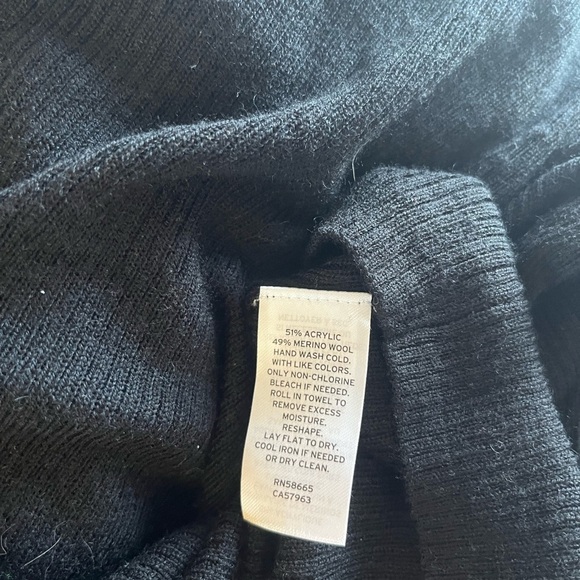 51% ACRYLIC
49% MERINO WOOL
HAND WASH COLD.
WITH LIKE COLORS.
ONLY NON-CHLORINE
BLEACH IF NEEDED.
ROLL IN TOWEL TO
REMOVE EXCESS
MOISTURE.
RESHAPE.
LAY FLAT TO DRY.
COOL IRON IF NEEDED
OR DRY CLEAN.
RN58665
CA57963